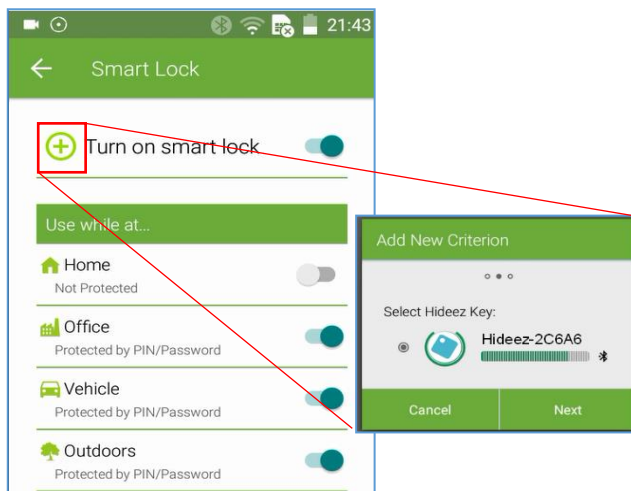 21:43
Smart Lock
Turn on smart lock
Use while at...
Home
Not Protected
Office
Protected by PIN/Password
Vehicle
Protected by PIN/Password
Outdoors
Protected by PIN/Password
Add New Criterion
Select Hideez Key:
Hideez-2C6A6
Cancel Next